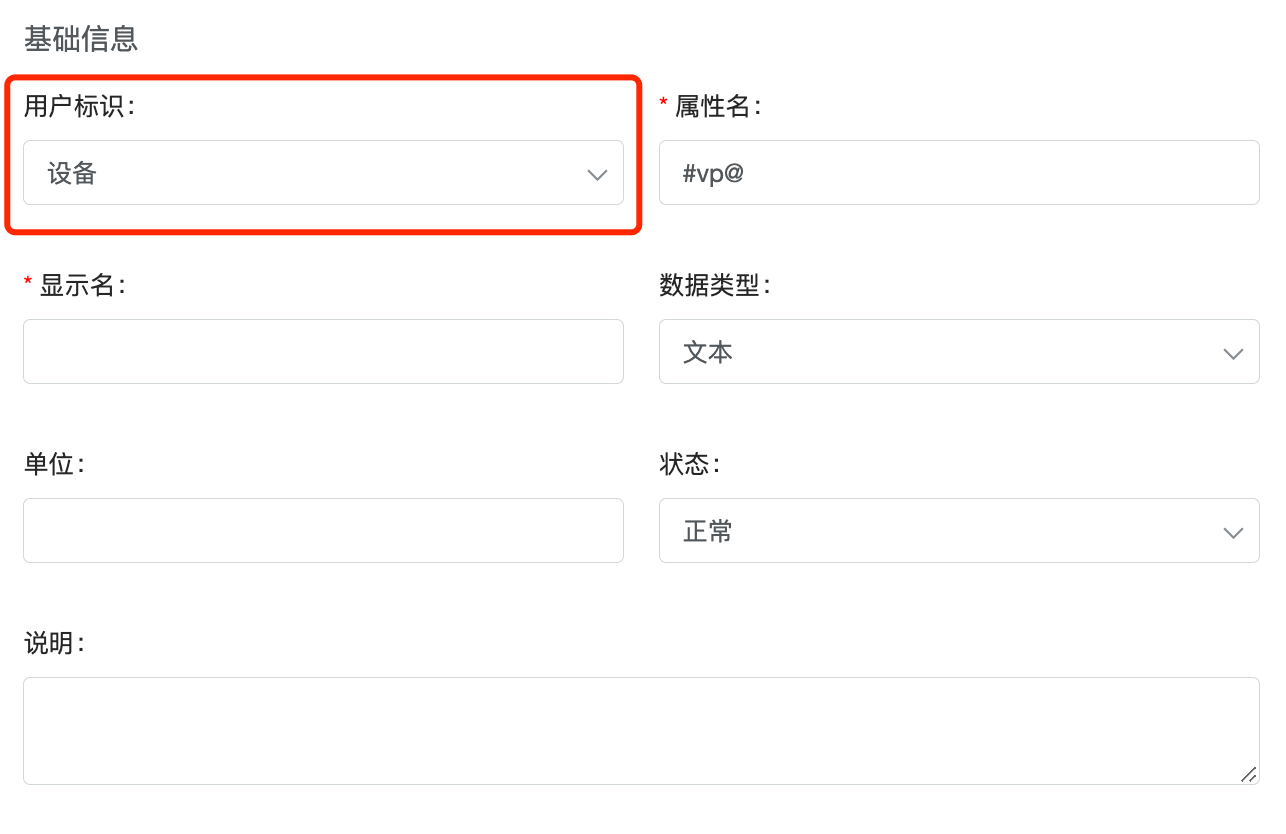 基础信息
用户标识：
设备
* 属性名：
#vp@
* 显示名：
数据类型：
文本
单位：
状态：
正常
说明：